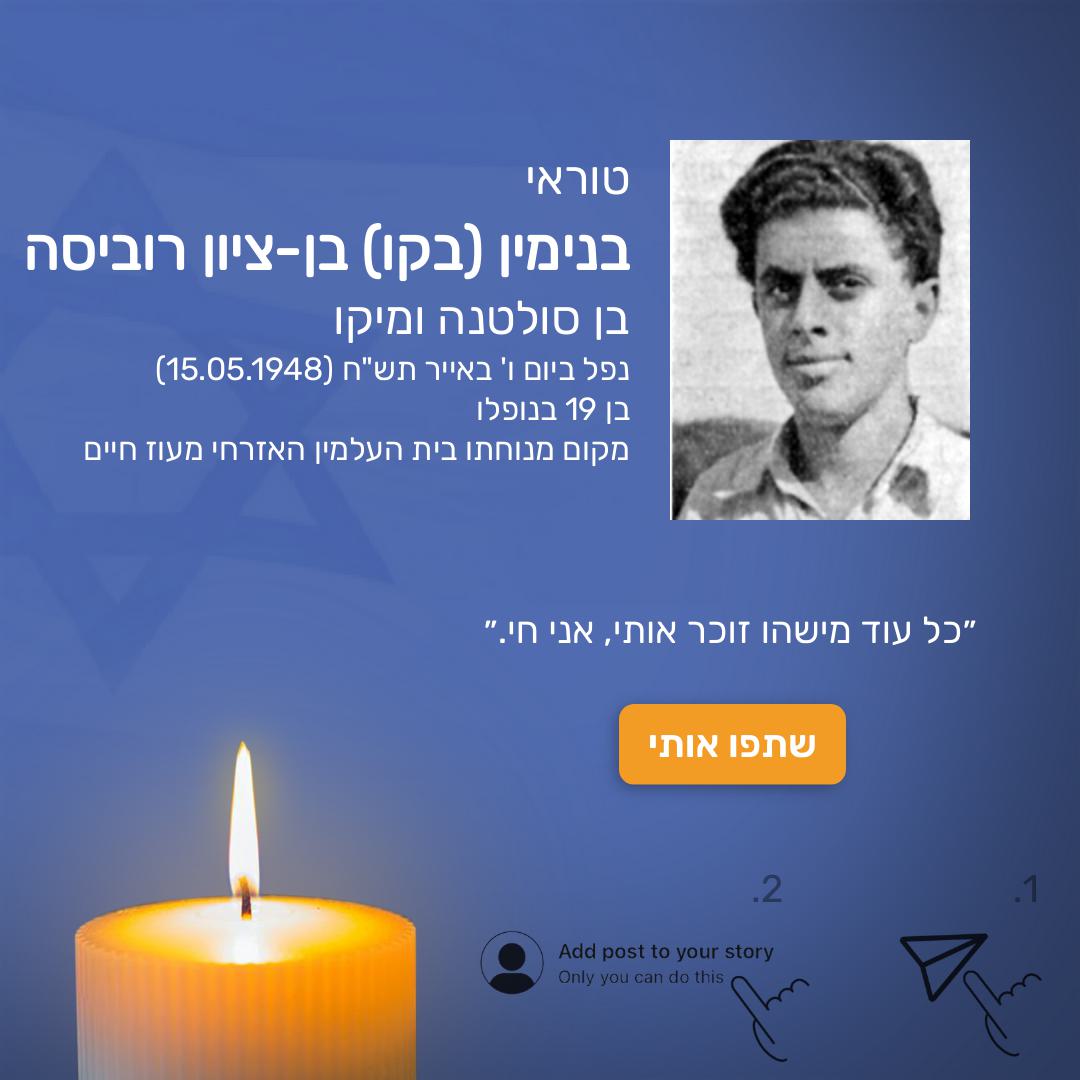 טוראי
בנימין (בקו) בן-ציון רוביסה
בן סולטנה ומיקו
נפל ביום ו' באייר תש"ח (15.05.1948)
בן 19 בנופלו
מקום מנוחתו בית העלמין האזרחי מעוז חיים
״כל עוד מישהו זוכר אותי, אני חי.״
שתפו אותי
1.
2.
Add post to your story
Only you can do this